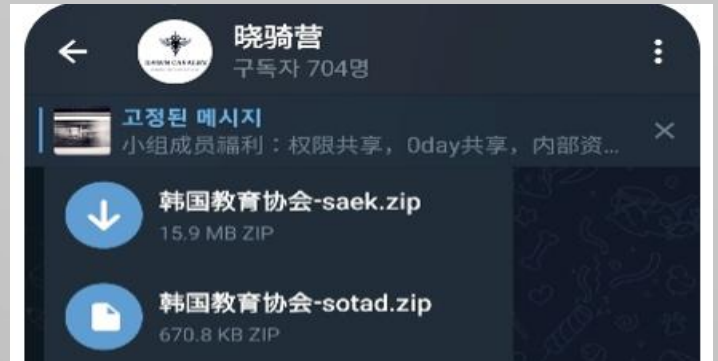 晓骑营
구독자 704명
고정된 메시지
小组成员福利：权限共享，0day共享，内部资...
韩国教育协会-saek.zip
15.9 MB ZIP
韩国教育协会-sotad.zip
670.8 KB ZIP